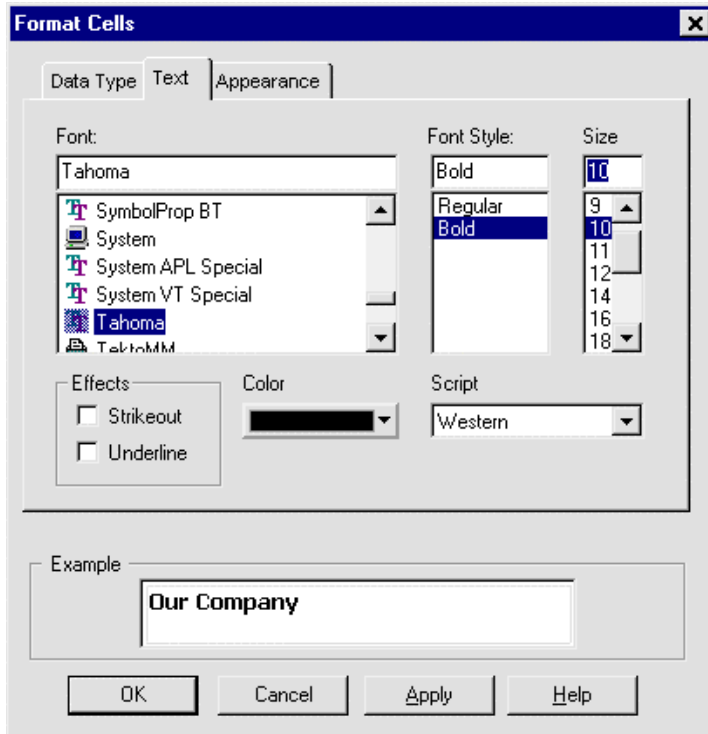 Format Cells
Data Type Text Appearance
Font: Font Style: Size
Tahoma Bold 10
SymbolProp BT
System
System APL Special
System VT Special
Tahoma
TektoMM
Regular
Bold
9
10
11
12
14
16
18
Effects Color Script
Strikeout
Underline
Western
Example
Our Company
OK Cancel Apply Help